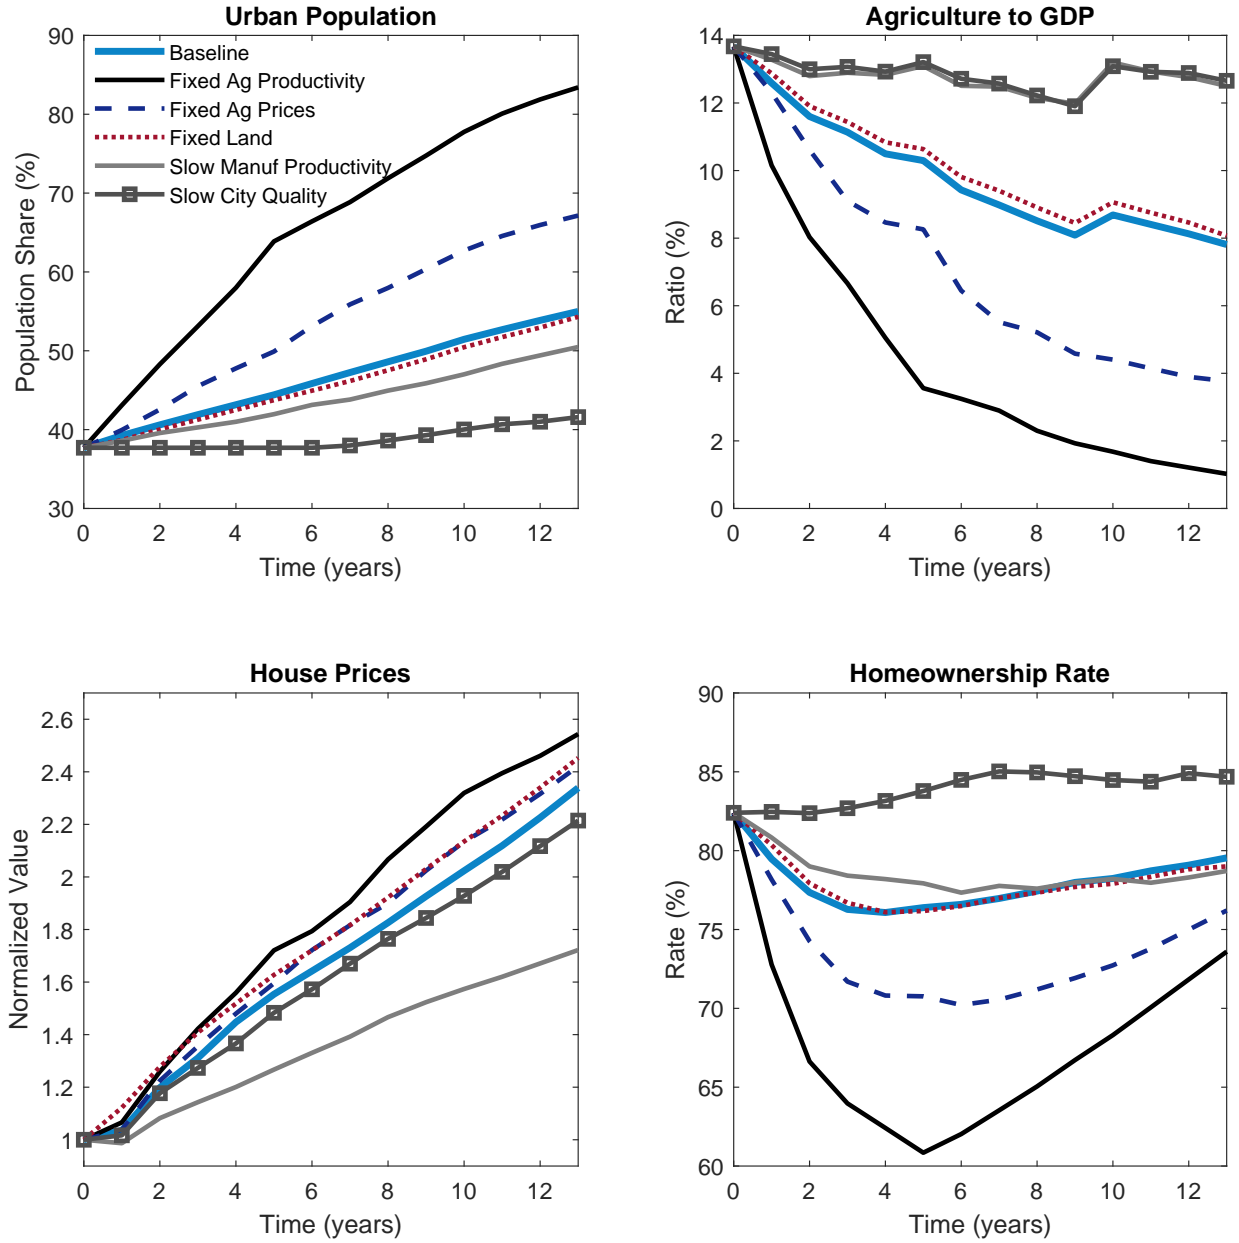 Urban Population
90
80
70
60
50
40
30
Population Share (%)
Baseline
Fixed Ag Productivity
Fixed Ag Prices
Fixed Land
Slow Manuf Productivity
Slow City Quality
0 2 4 6 8 10 12
Time (years)
Agriculture to GDP
14
12
10
8
6
4
2
0
Ratio (%)
0 2 4 6 8 10 12
Time (years)
House Prices
2.6
2.4
2.2
2
1.8
1.6
1.4
1.2
1
Normalized Value
0 2 4 6 8 10 12
Time (years)
Homeownership Rate
90
85
80
75
70
65
60
Rate (%)
0 2 4 6 8 10 12
Time (years)